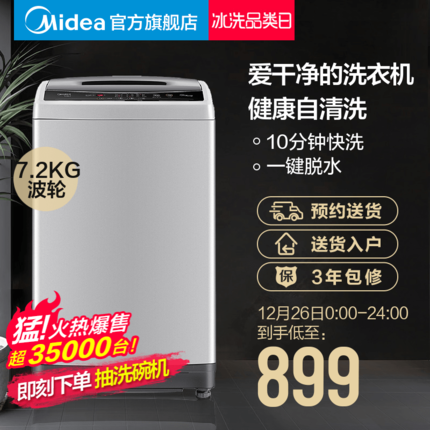 Midea 官方旗舰店 冰洗品类日
爱干净的洗衣机
健康自清洗
10分钟快洗
一键脱水
7.2KG
波轮
预约送货
送货入户
保 3年包修
12月26日0:00-24:00
到手低至:
899
猛! 火热爆售
超35000台!
即刻下单 抽洗碗机